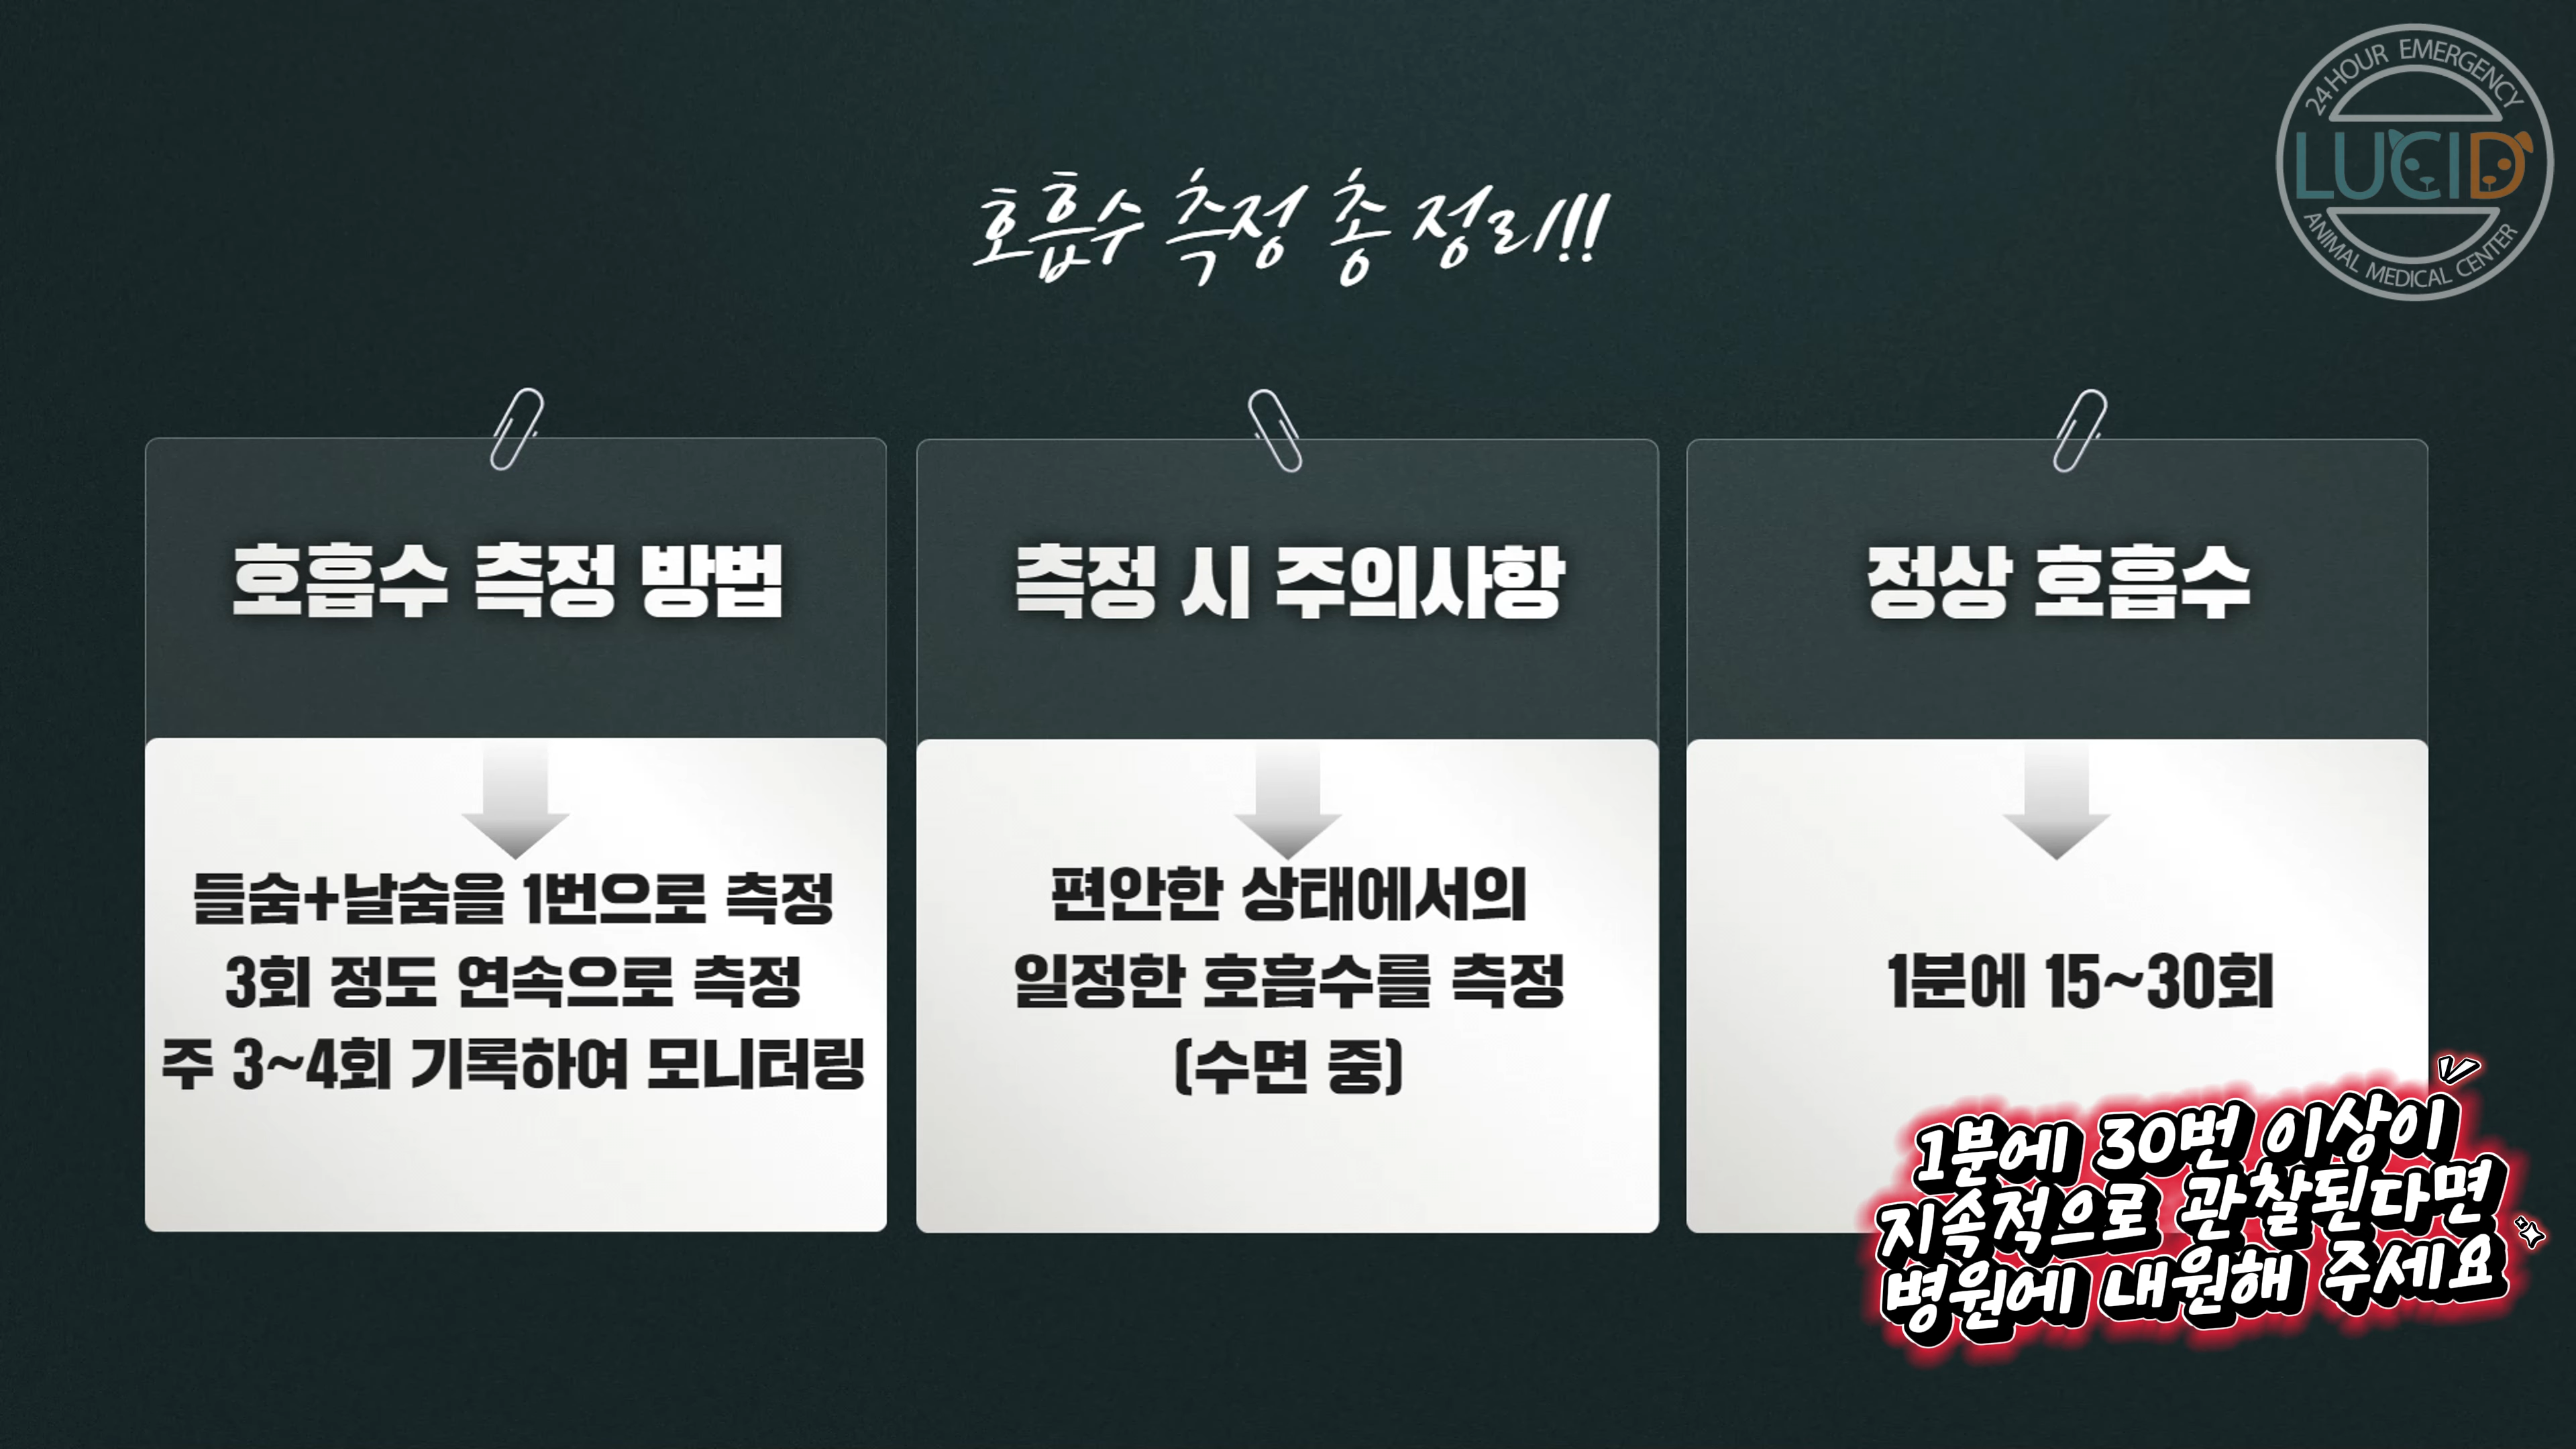 24 HOUR EMERGENCY
LUCID
ANIMAL MEDICAL CENTER
호흡수 측정 총 정리!!!
호흡수 측정 방법
들숨+날숨을 1번으로 측정
3회 정도 연속으로 측정
주 3~4회 기록하여 모니터링
측정 시 주의사항
편안한 상태에서의
일정한 호흡수를 측정
(수면 중)
정상 호흡수
1분에 15~30회
1분에 30번 이상이
지속적으로 관찰된다면
병원에 내원해 주세요